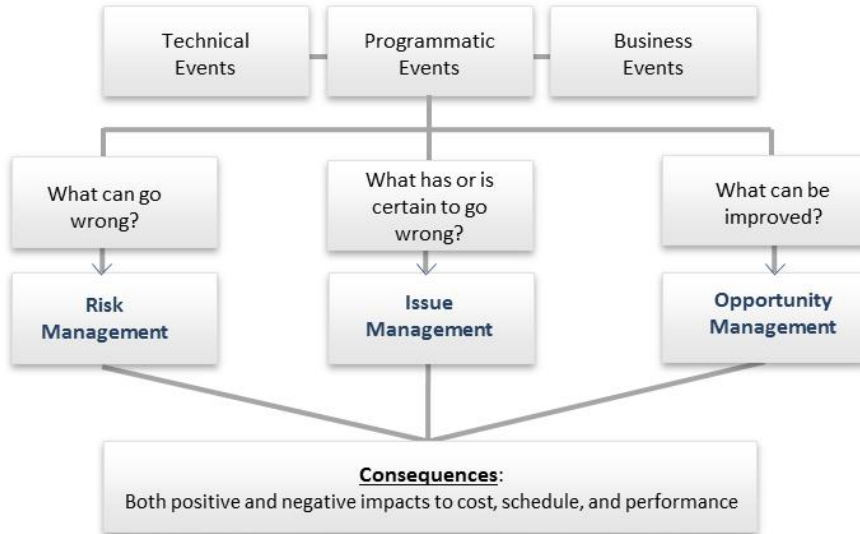 Technical
Events
Programmatic
Events
Business
Events
What can go
wrong?
What has or is
certain to go
wrong?
What can be
improved?
Risk
Management
Issue
Management
Opportunity
Management
Consequences:
Both positive and negative impacts to cost, schedule, and performance